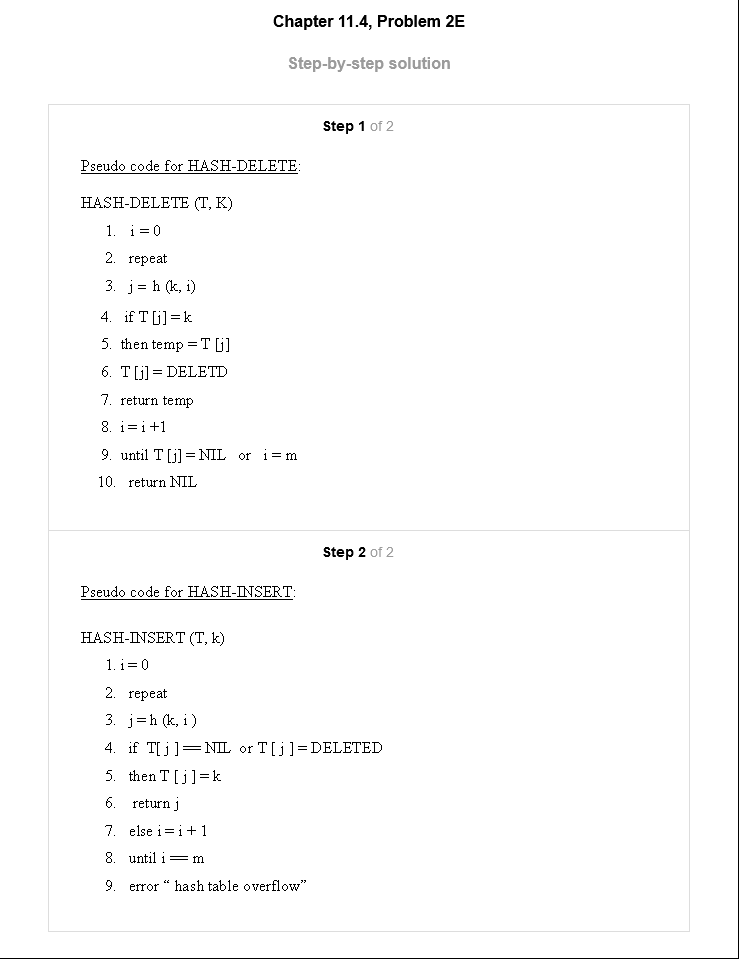 Chapter 11.4, Problem 2E
Step-by-step solution
Step 1 of 2
Pseudo code for HASH-DELETE:
HASH-DELETE (T, K)
1. i = 0
2. repeat
3. j = h (k, i)
4. if T [j] = k
5. then temp = T [j]
6. T [j] = DELETD
7. return temp
8. i = i +1
9. until T [j] = NIL or i = m
10. return NIL
Step 2 of 2
Pseudo code for HASH-INSERT:
HASH-INSERT (T, k)
1. i = 0
2. repeat
3. j = h (k, i )
4. if T[ j ] == NIL or T [ j ] = DELETED
5. then T [ j ] = k
6. return j
7. else i = i + 1
8. until i == m
9. error “ hash table overflow”